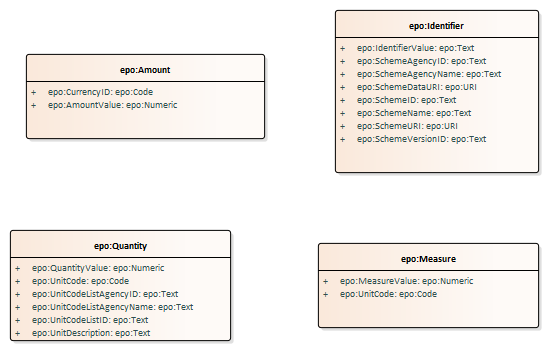 epo:Amount
+ epo:CurrencyID: epo:Code
+ epo:AmountValue: epo:Numeric
epo:Identifier
+ epo:IdentifierValue: epo:Text
+ epo:SchemeAgencyID: epo:Text
+ epo:SchemeAgencyName: epo:Text
+ epo:SchemeDataURI: epo:URI
+ epo:SchemeID: epo:Text
+ epo:SchemeName: epo:Text
+ epo:SchemeURI: epo:URI
+ epo:SchemeVersionID: epo:Text
epo:Quantity
+ epo:QuantityValue: epo:Numeric
+ epo:UnitCode: epo:Code
+ epo:UnitCodeListAgencyID: epo:Text
+ epo:UnitCodeListAgencyName: epo:Text
+ epo:UnitCodeListID: epo:Text
+ epo:UnitDescription: epo:Text
epo:Measure
+ epo:MeasureValue: epo:Numeric
+ epo:UnitCode: epo:Code